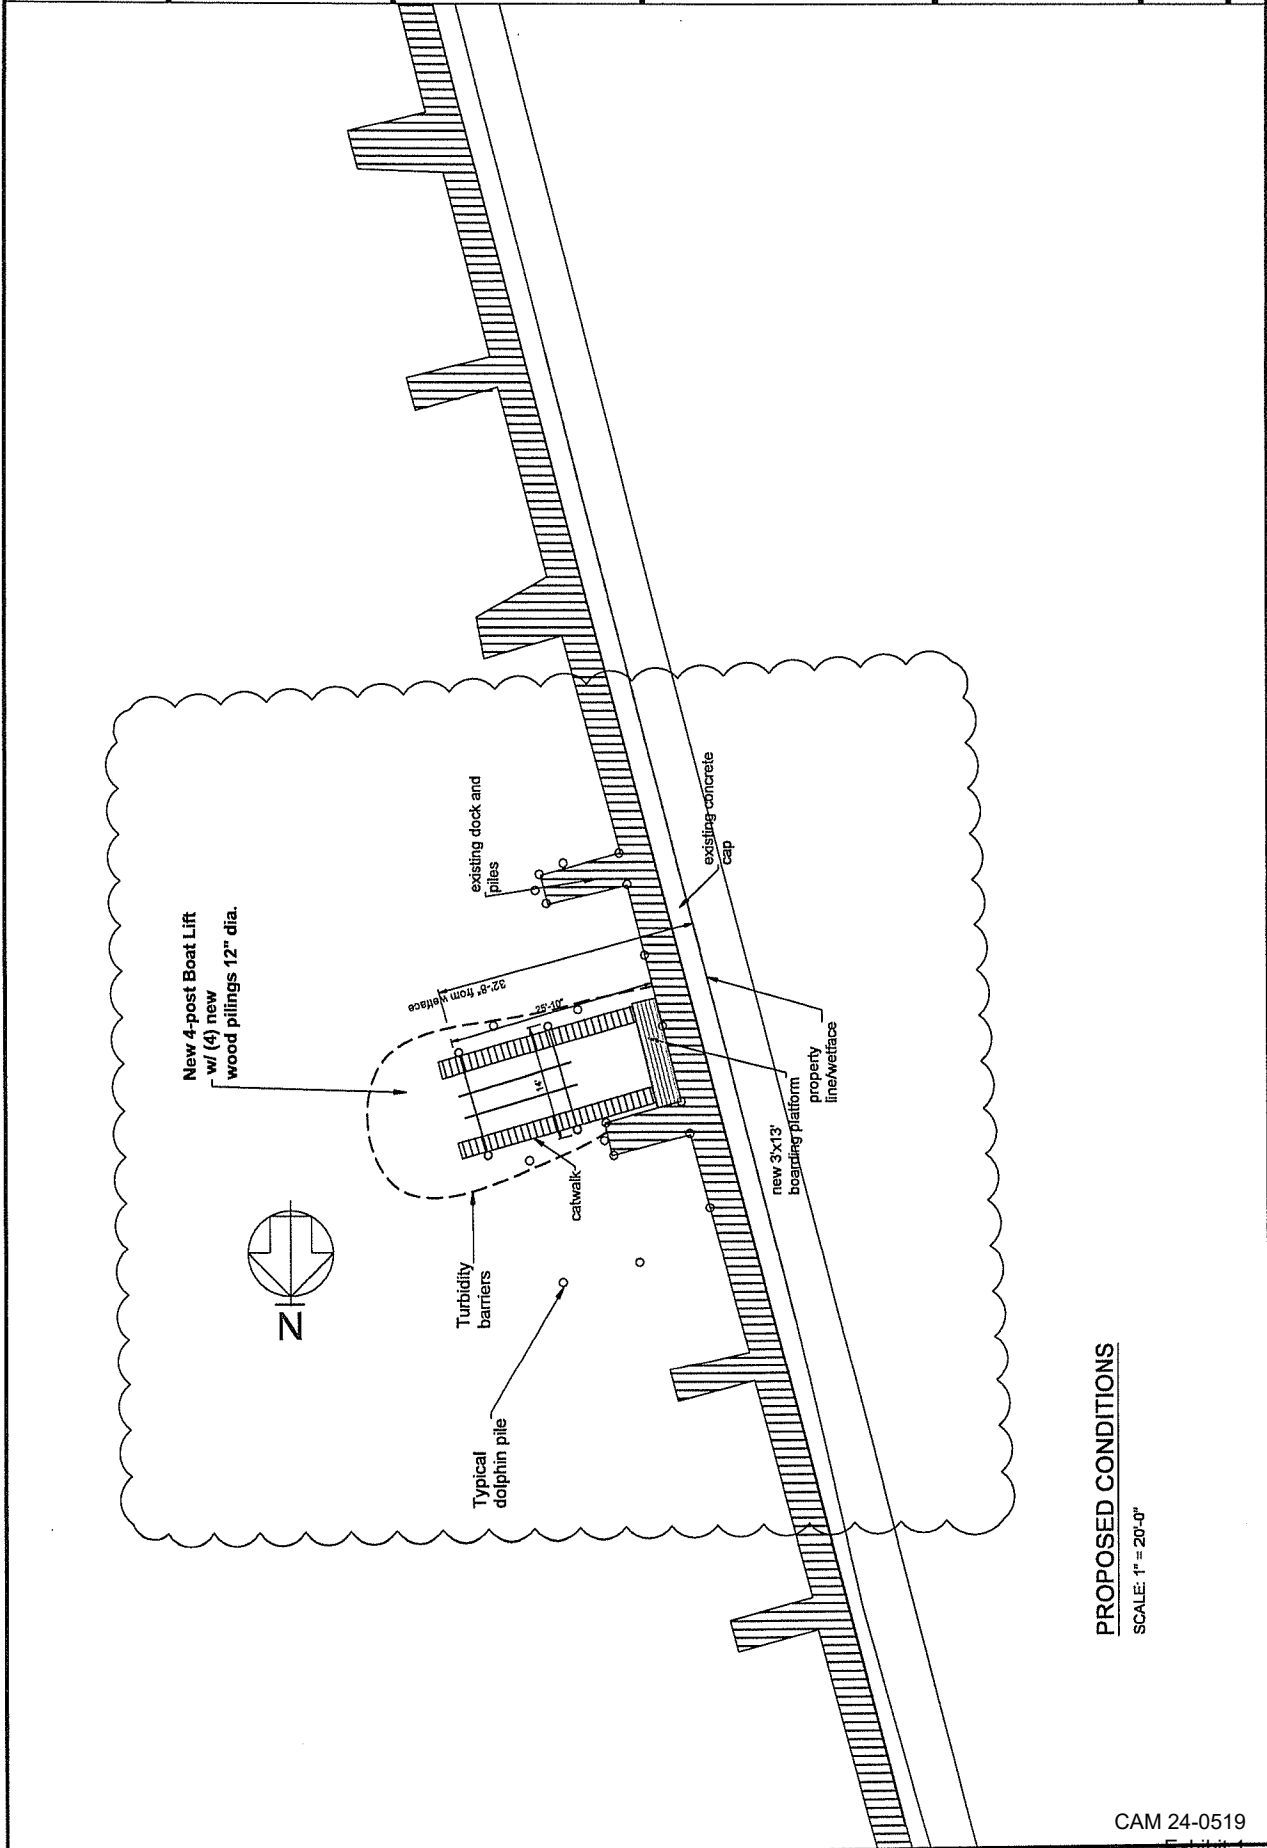 New 4-post Boat Lift
w/ (4) new
wood pilings 12" dia.
existing dock and
piles
32'-8" from wetface
25'-10"
14'
catwalk
Turbidity
barriers
Typical
dolphin pile
existing concrete
cap
property
line/wetface
new 3'x13'
boarding platform
N
PROPOSED CONDITIONS
SCALE: 1" = 20'-0"
CAM 24-0519
Exhibit 1